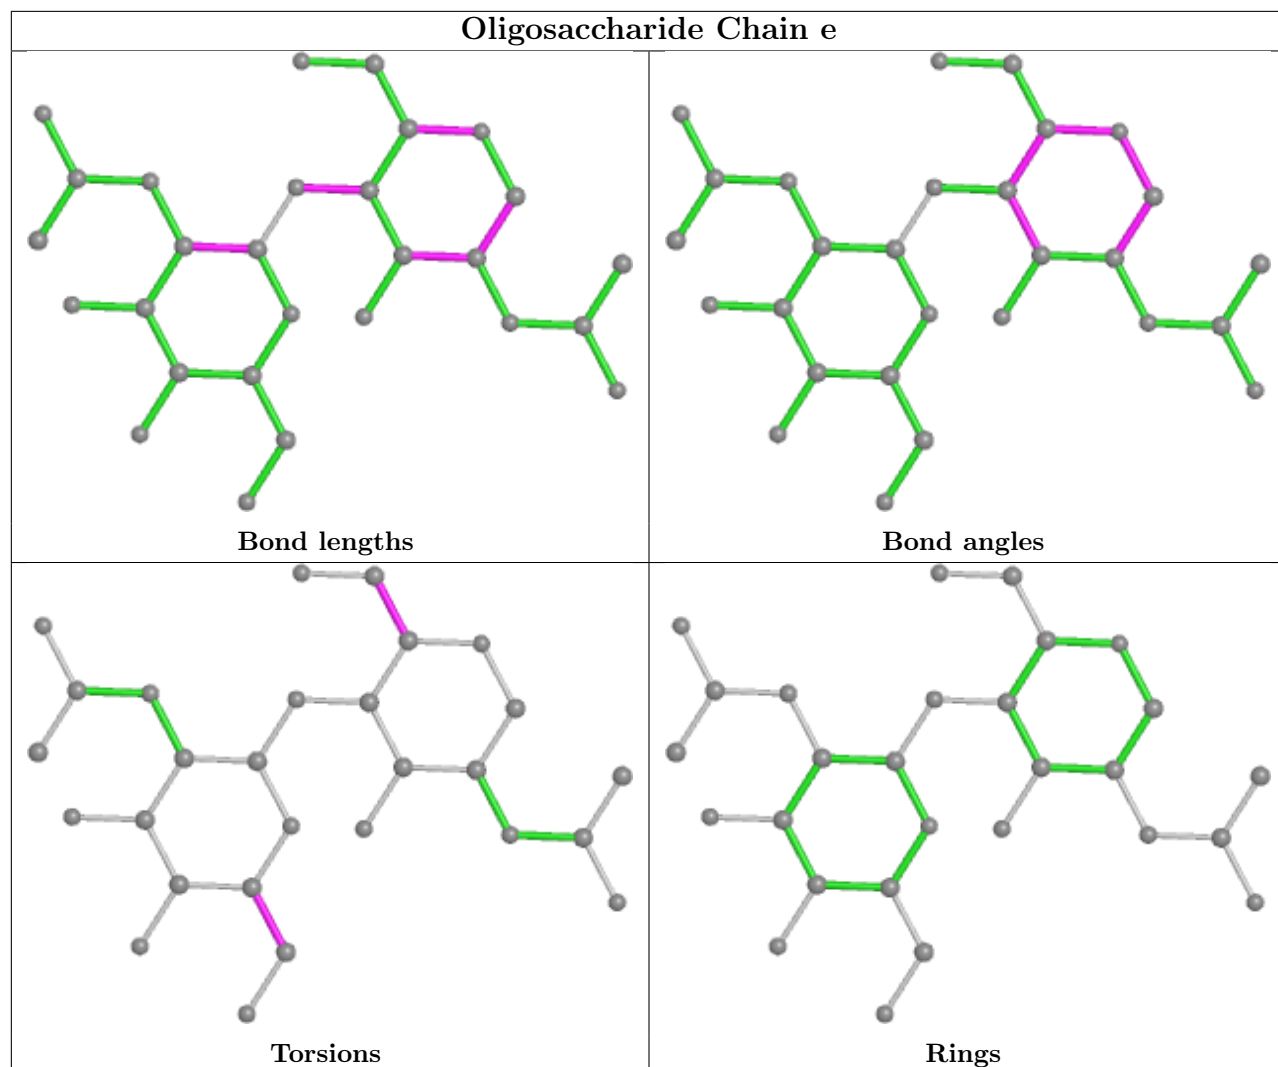 Oligosaccharide Chain e
Bond lengths
Bond angles
Torsions
Rings